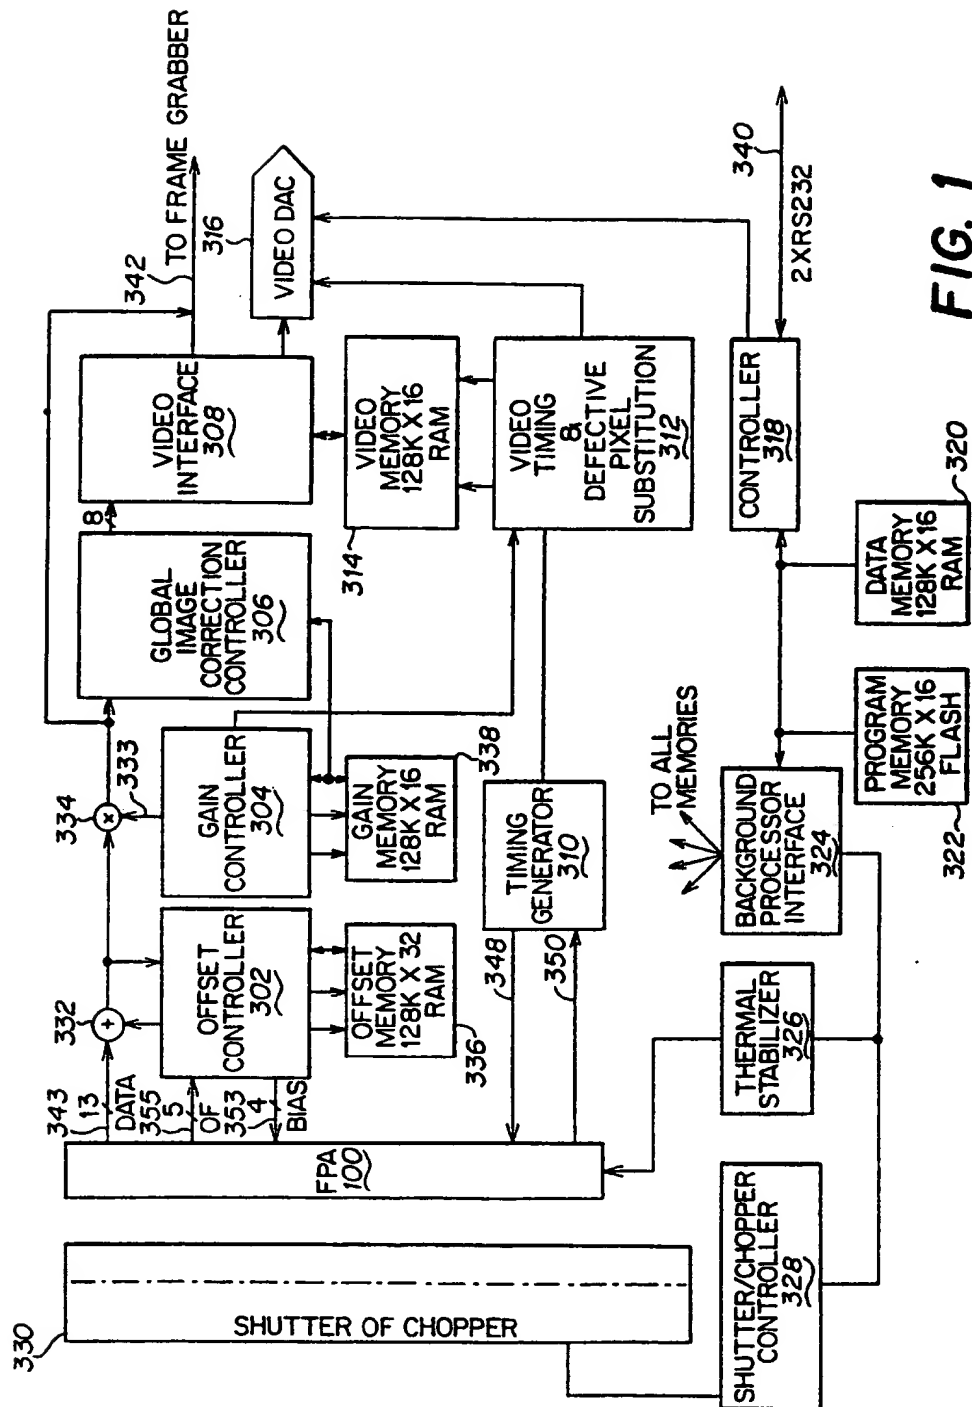 330
SHUTTER OF CHOPPER
SHUTTER/CHOPPER
CONTROLLER
328
FPA
100
343
13
DATA
355
5
OF
353
4
BIAS
332
+
OFFSET
CONTROLLER
302
OFFSET
MEMORY
128K X 32
RAM
336
334
×
333
GAIN
CONTROLLER
304
GAIN
MEMORY
128K X 16
RAM
338
348
350
TIMING
GENERATOR
310
THERMAL
STABILIZER
326
GLOBAL
IMAGE
CORRECTION
CONTROLLER
306
8
VIDEO
INTERFACE
308
342
TO FRAME GRABBER
316
VIDEO DAC
VIDEO
MEMORY
128K X 16
RAM
314
VIDEO
TIMING
&
DEFECTIVE
PIXEL
SUBSTITUTION
312
TO ALL
MEMORIES
BACKGROUND
PROCESSOR
INTERFACE
324
CONTROLLER
318
340
2XRS232
PROGRAM
MEMORY
256K X 16
FLASH
322
DATA
MEMORY
128K X 16
RAM
320
FIG. 1